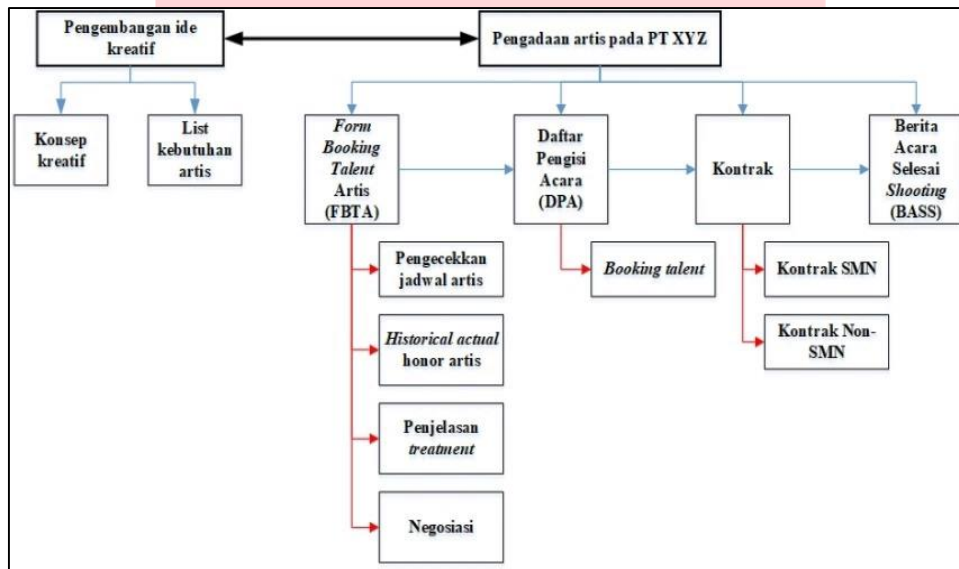 Pengembangan ide
kreatif
Pengadaan artis pada PT XYZ
Konsep
kreatif
List
kebutuhan
artis
Form
Booking
Talent
Artis
(FBTA)
Daftar
Pengisi
Acara
(DPA)
Kontrak
Berita
Acara
Selesai
Shooting
(BASS)
Pengecekkan
jadwal artis
Historical actual
honor artis
Penjelasan
treatment
Negosiasi
Booking talent
Kontrak SMN
Kontrak Non-
SMN